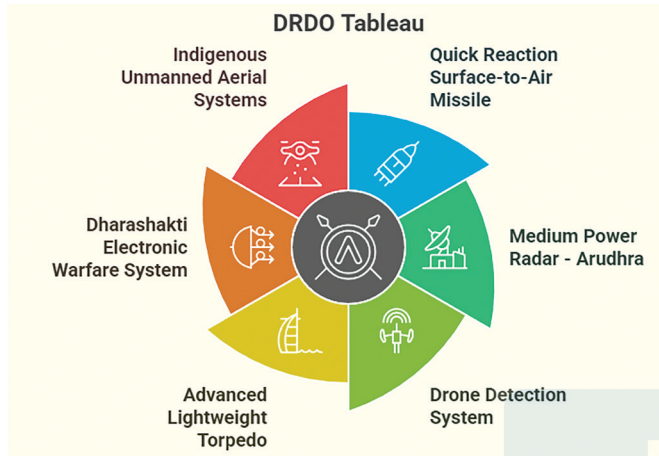 DRDO Tableau
Indigenous
Unmanned Aerial
Systems
Quick Reaction
Surface-to-Air
Missile
Dharashakti
Electronic
Warfare System
Medium Power
Radar - Arudhra
Advanced
Lightweight
Torpedo
Drone Detection
System